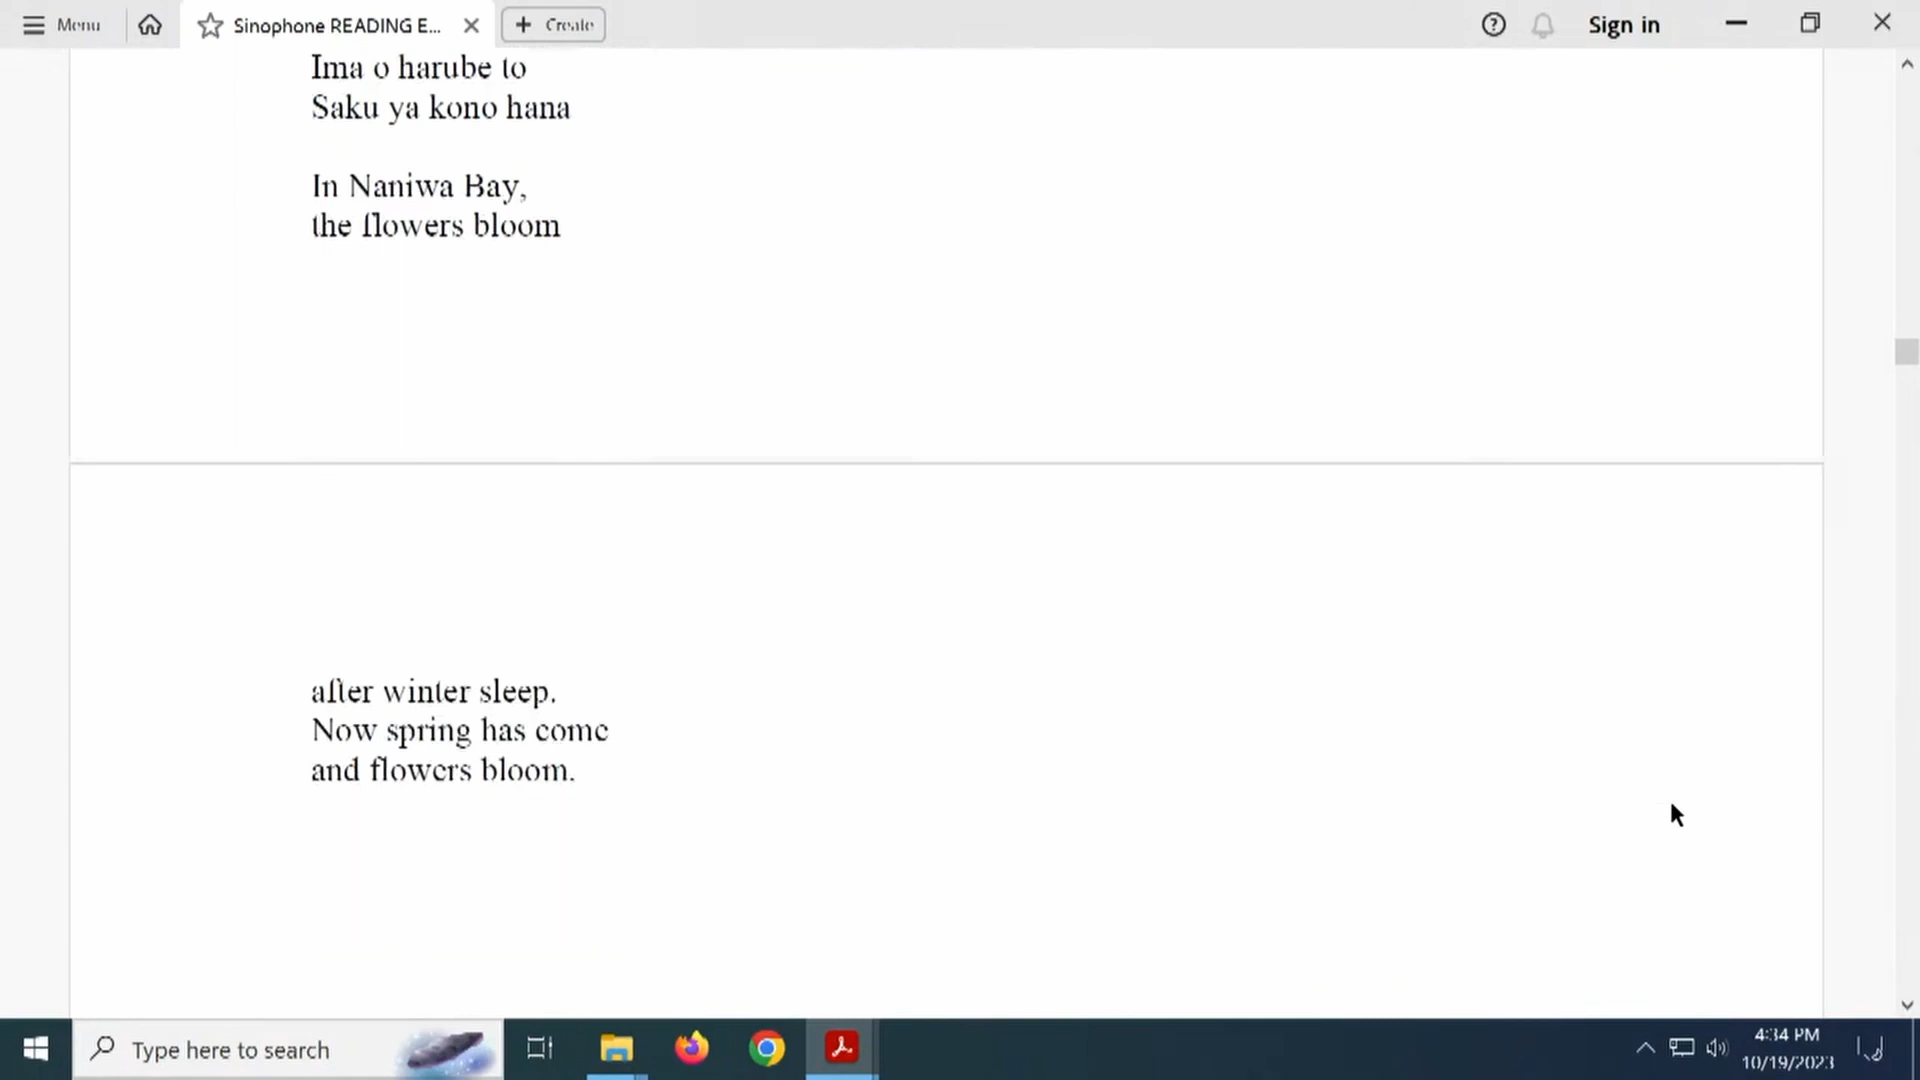 Menu
Sinophone READING E...
Create
Sign in
Ima o harube to
Saku ya kono hana
In Naniwa Bay,
the flowers bloom
after winter sleep.
Now spring has come
and flowers bloom.
Type here to search
4:34 PM
10/19/2023